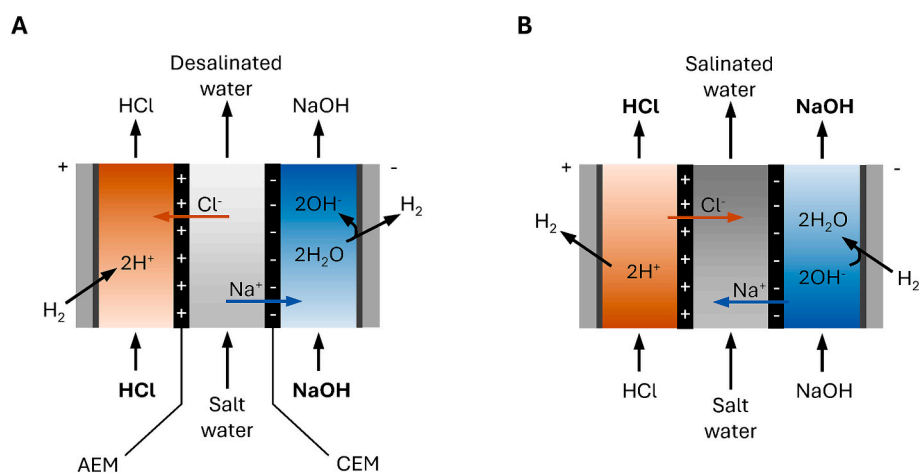 A
Desalinated
water
HCl
NaOH
+
-
+
+
+
+
+
+
-
-
-
-
-
-
Cl⁻
2OH⁻
H₂
2H⁺
2H₂O
Na⁺
H₂
HCl
Salt
water
NaOH
AEM
CEM
B
Salinated
water
HCl
NaOH
+
-
+
+
+
+
+
+
-
-
-
-
-
-
Cl⁻
2H₂O
H₂
2H⁺
2OH⁻
Na⁺
H₂
HCl
Salt
water
NaOH